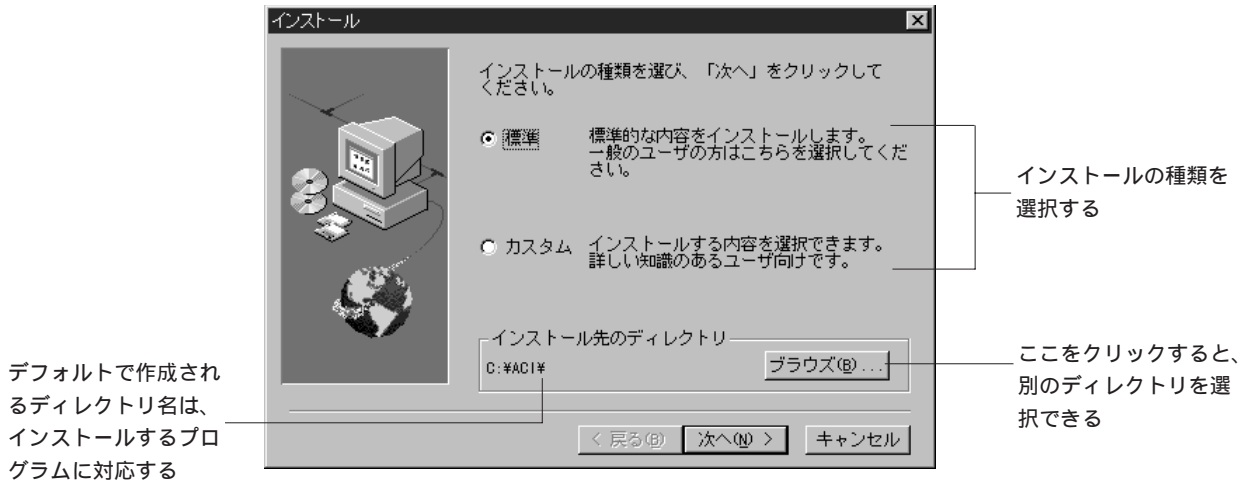 インストール
インストールの種類を選び、「次へ」をクリックして
ください。
標準
標準的な内容をインストールします。
一般のユーザの方はこちらを選択してくだ
さい。
カスタム
インストールする内容を選択できます。
詳しい知識のあるユーザ向けです。
インストール先のディレクトリ
C:¥ACI¥
ブラウズ(B)...
< 戻る(B)
次へ(N) >
キャンセル
インストールの種類を
選択する
ここをクリックすると、
別のディレクトリを選
択できる
デフォルトで作成され
るディレクトリ名は、
インストールするプロ
グラムに対応する